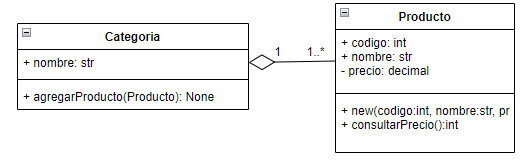 Categoria
+ nombre: str
+ agregarProducto(Producto): None
1
1..*
Producto
+ codigo: int
+ nombre: str
- precio: decimal
+ new(codigo:int, nombre:str, pr
+ consultarPrecio():int